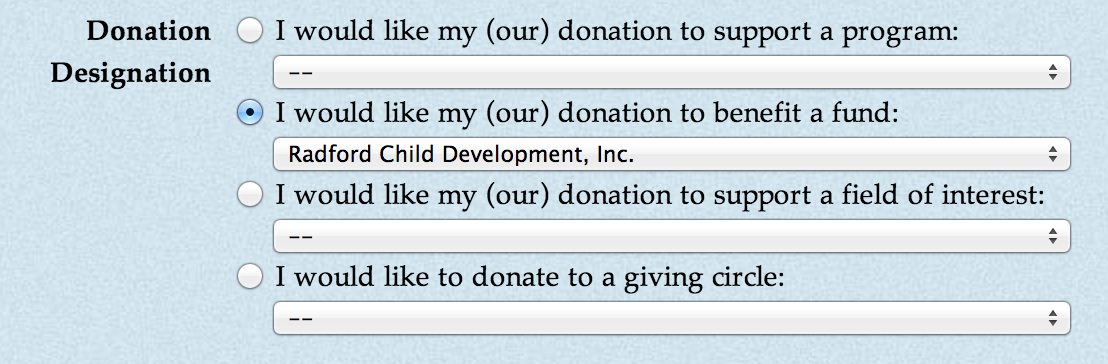 Donation Designation
I would like my (our) donation to support a program:
--
I would like my (our) donation to benefit a fund:
Radford Child Development, Inc.
I would like my (our) donation to support a field of interest:
--
I would like to donate to a giving circle:
--